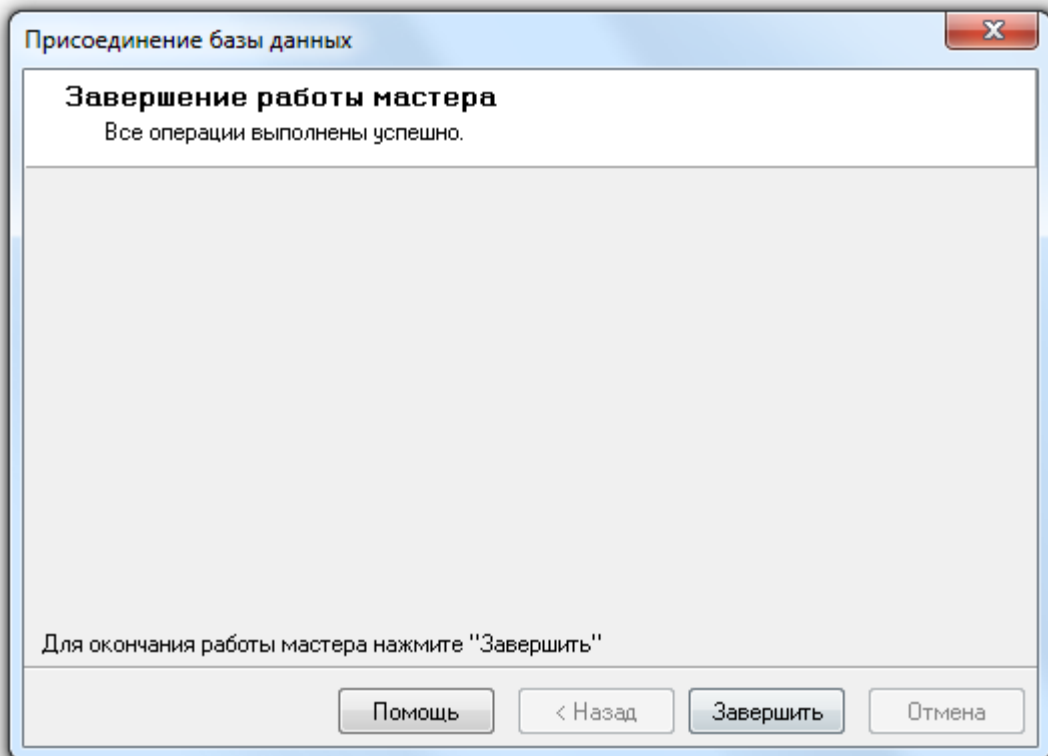 Присоединение базы данных
Завершение работы мастера
Все операции выполнены успешно.
Для окончания работы мастера нажмите "Завершить"
Помощь
< Назад
Завершить
Отмена